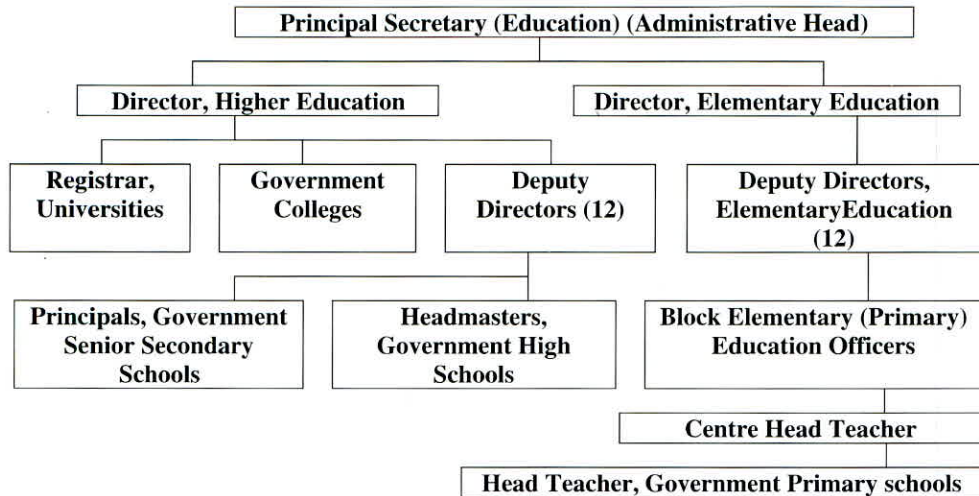 Principal Secretary (Education) (Administrative Head)
Director, Higher Education
Director, Elementary Education
Registrar,
Universities
Government
Colleges
Deputy
Directors (12)
Deputy Directors,
ElementaryEducation
(12)
Principals, Government
Senior Secondary
Schools
Headmasters,
Government High
Schools
Block Elementary (Primary)
Education Officers
Centre Head Teacher
Head Teacher, Government Primary schools